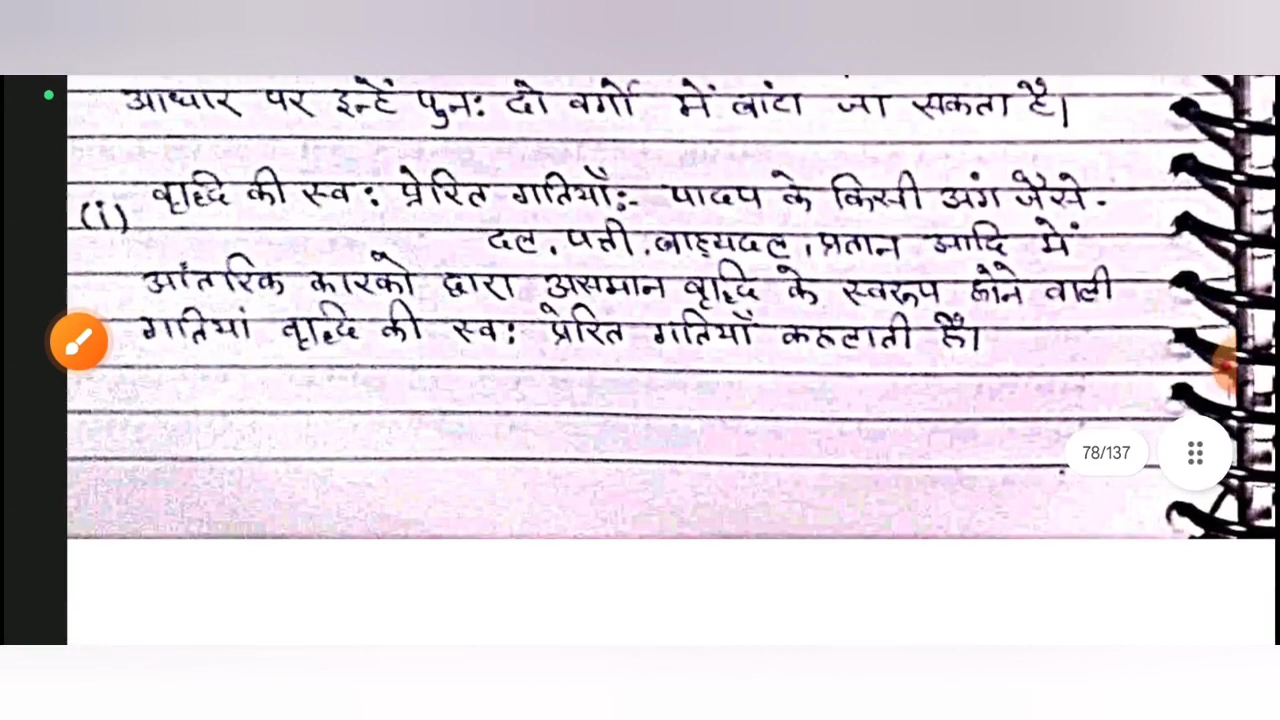 आधार पर इन्हें पुन: दो वर्गो में बांटा जा सकता है।
(i) वृद्धि की स्व: प्रेरित गतियाँ:- पादप के किसी अंग जैसे-
दल, पत्ती, बाह्यदल, प्रतान आदि में
आंतरिक कारको द्वारा असमान वृद्धि के स्वरूप होने वाली
गतियां वृद्धि की स्व: प्रेरित गतियाँ कहलाती है।
78/137